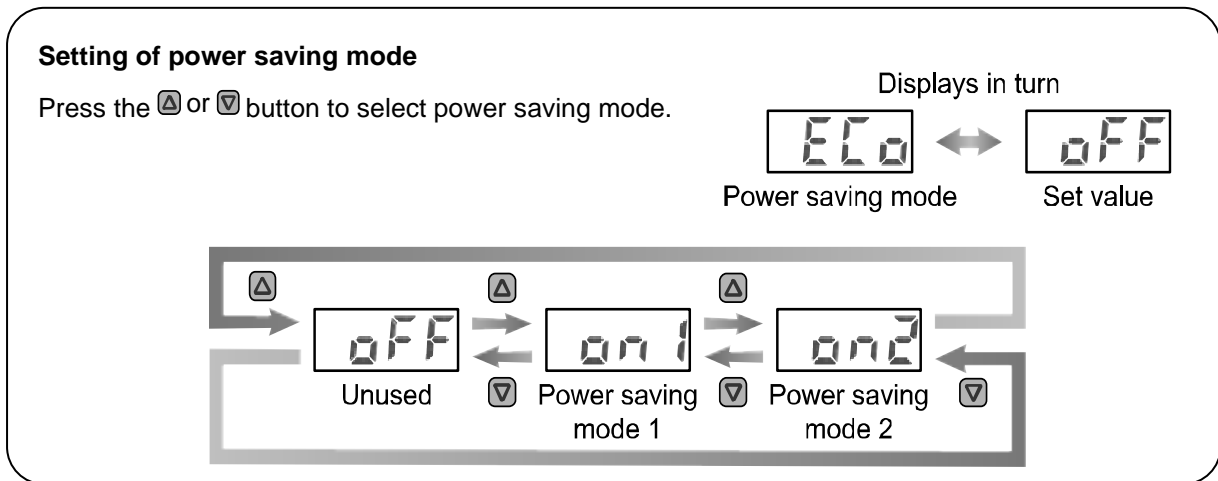 Setting of power saving mode
Press the △ or ▽ button to select power saving mode.
Displays in turn
ECo oFF
Power saving mode Set value
△ △ △
oFF on1 on2
Unused ▽ Power saving mode 1 ▽ Power saving mode 2 ▽